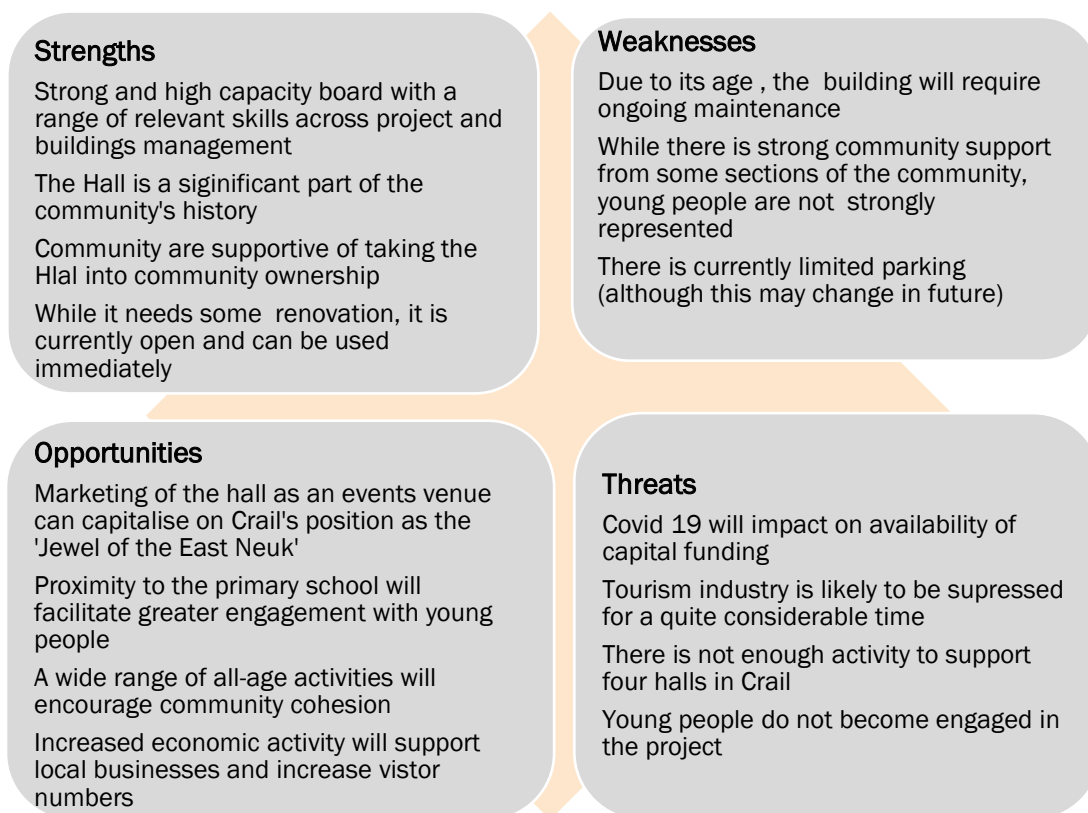 Strengths
Strong and high capacity board with a
range of relevant skills across project and
buildings management
The Hall is a siginificant part of the
community's history
Community are supportive of taking the
Hlal into community ownership
While it needs some renovation, it is
currently open and can be used
immediately
Weaknesses
Due to its age , the building will require
ongoing maintenance
While there is strong community support
from some sections of the community,
young people are not strongly
represented
There is currently limited parking
(although this may change in future)
Opportunities
Marketing of the hall as an events venue
can capitalise on Crail's position as the
'Jewel of the East Neuk'
Proximity to the primary school will
facilitate greater engagement with young
people
A wide range of all-age activities will
encourage community cohesion
Increased economic activity will support
local businesses and increase vistor
numbers
Threats
Covid 19 will impact on availability of
capital funding
Tourism industry is likely to be supressed
for a quite considerable time
There is not enough activity to support
four halls in Crail
Young people do not become engaged in
the project